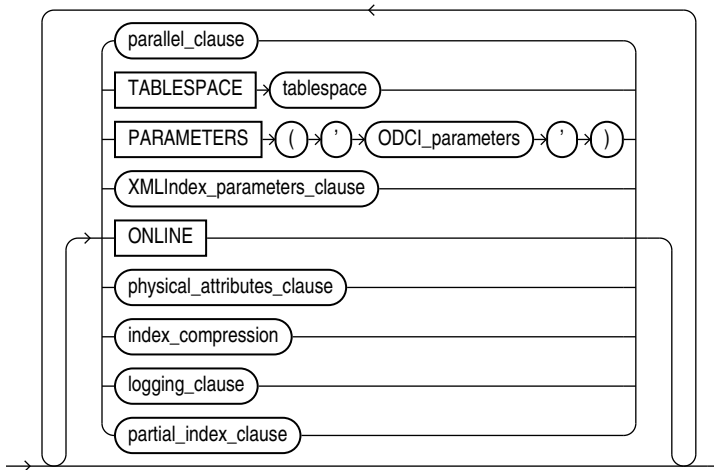 parallel_clause
TABLESPACE tablespace
PARAMETERS ( ' ODCI_parameters ' )
XMLIndex_parameters_clause
ONLINE
physical_attributes_clause
index_compression
logging_clause
partial_index_clause